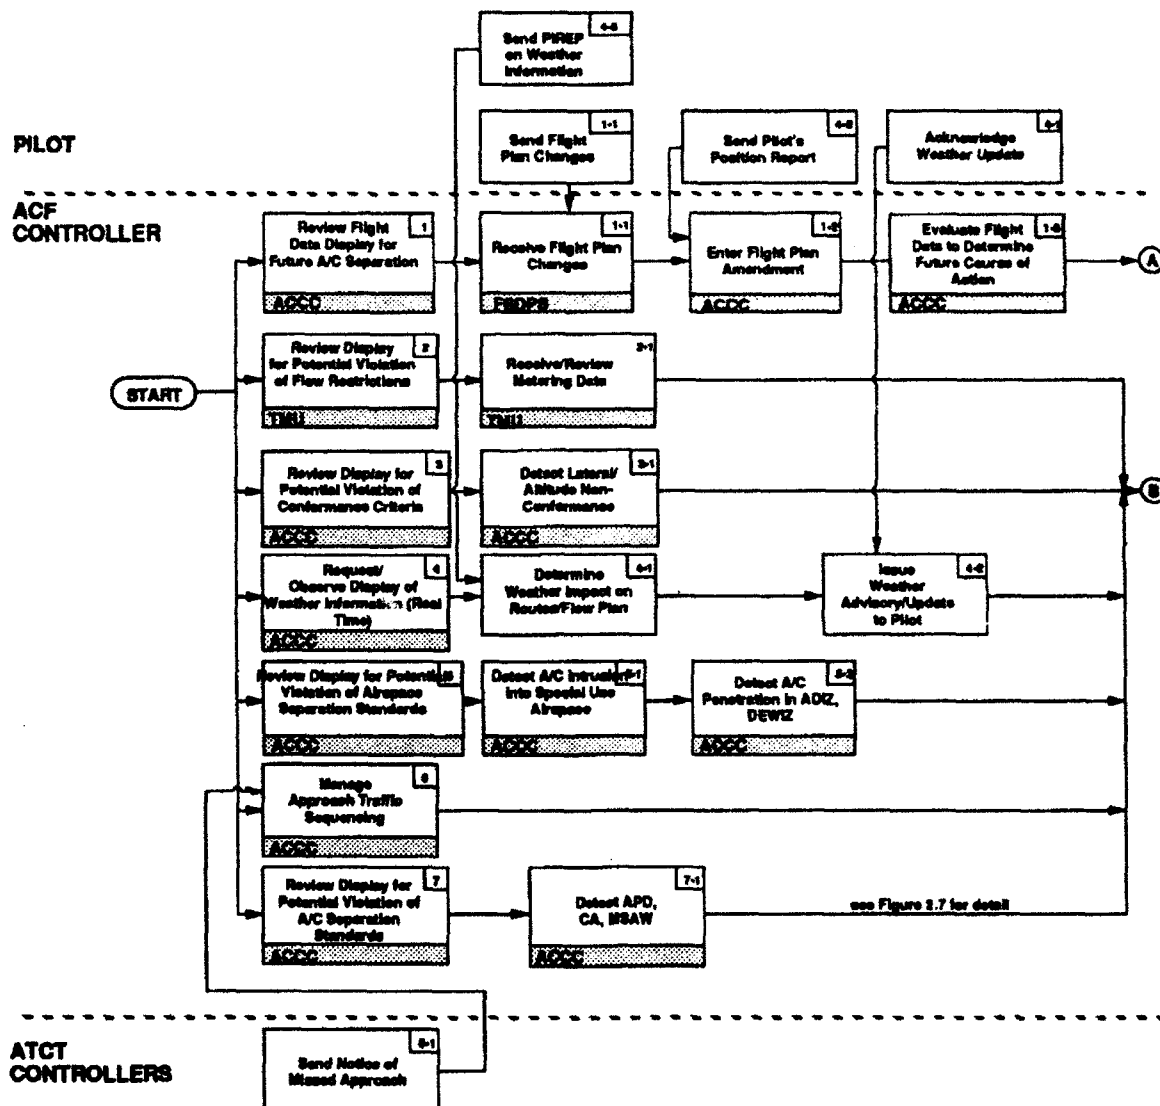 Send PIREP
on Weather
Information
PILOT
1-1
Send Flight
Plan Changes
Send Pilot's
Position Report
Acknowledge
Weather Update
ACF
CONTROLLER
1
Review Flight
Data Display for
Future A/C Separation
ACCC
1-1
Receive Flight Plan
Changes
Enter Flight Plan
Amendment
ACCC
Evaluate Flight
Data to Determine
Future Course of
Action
ACCC
A
START
2
Review Display
for Potential Violation
of Flow Restrictions
TMU
2-1
Receive/Review
Metering Data
TMU
3
Review Display for
Potential Violation of
Conformance Criteria
ACCC
3-1
Detect Lateral/
Altitude Non-
Conformance
ACCC
B
4
Request/
Observe Display of
Weather Information (Real
Time)
ACCC
4-1
Determine
Weather Impact on
Routes/Flow Plan
Issue
Weather
Advisory/Update
to Pilot
Review Display for Potential
Violation of Airspace
Separation Standards
ACCC
Detect A/C Intrusion
into Special Use
Airspace
ACCC
Detect A/C
Penetration in ADIZ,
DEWIZ
ACCC
6
Manage
Approach Traffic
Sequencing
ACCC
7
Review Display for
Potential Violation of
A/C Separation
Standards
ACCC
7-1
Detect APD,
CA, MSAW
ACCC
see Figure 2.7 for detail
ATCT
CONTROLLERS
Send Notice of
Missed Approach